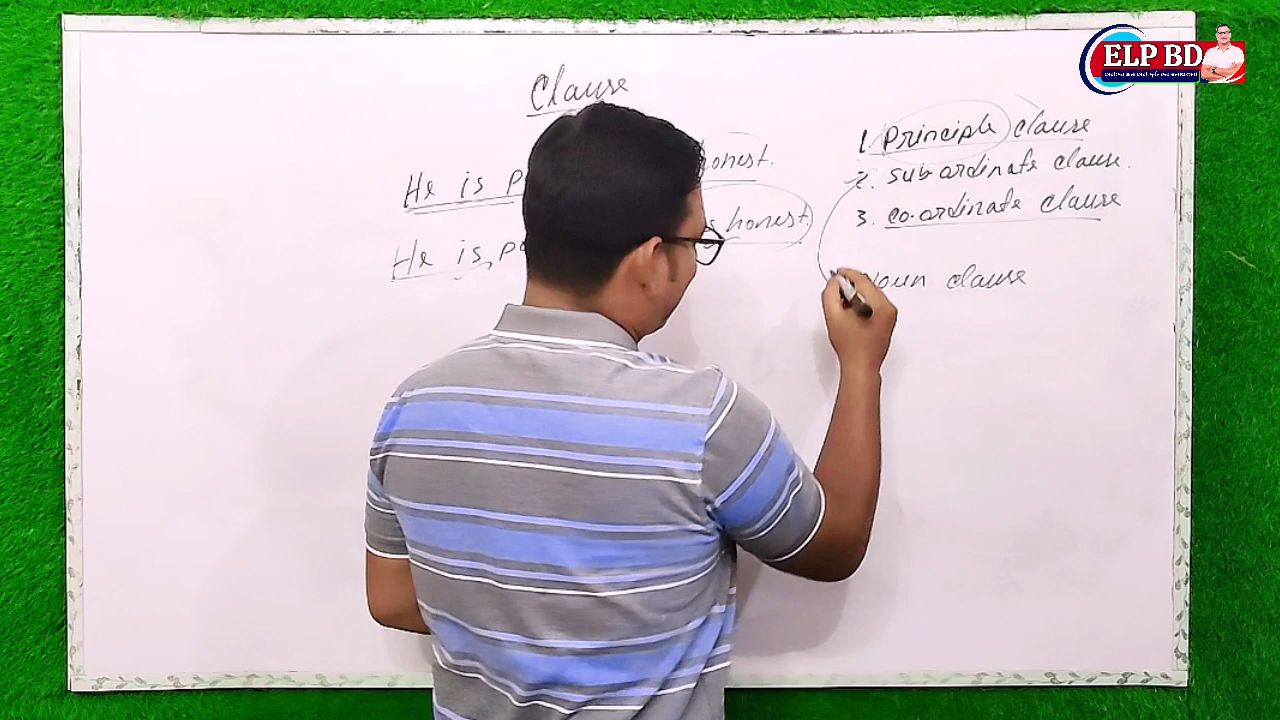 ELP BD
Clause
He is p honest.
He is, po s honest.
1. Principle clause
2. subordinate clause.
3. co-ordinate clause
Noun clause